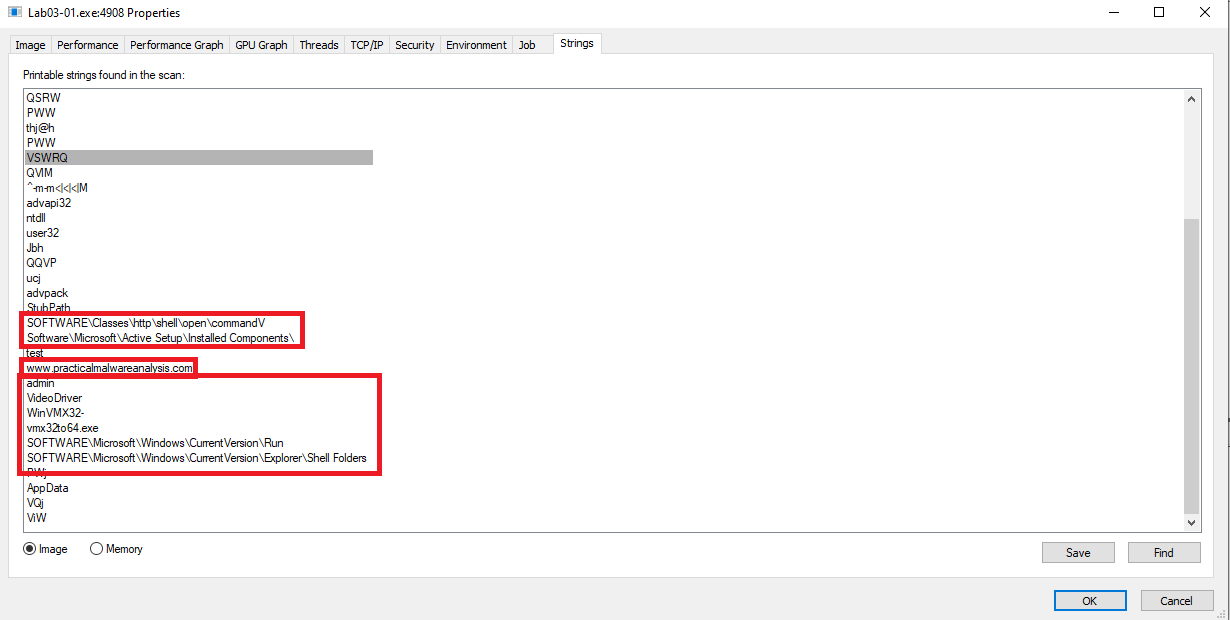 Lab03-01.exe:4908 Properties
Image Performance Performance Graph GPU Graph Threads TCP/IP Security Environment Job Strings
Printable strings found in the scan:
QSRW
PWW
thj@h
PWW
VSWRQ
QVlM
^-m-m<|<|<|M
advapi32
ntdll
user32
Jbh
QQVP
ucj
advpack
StubPath
SOFTWARE\Classes\http\shell\open\commandV
Software\Microsoft\Active Setup\Installed Components\
test
www.practicalmalwareanalysis.com
admin
VideoDriver
WinVMX32-
vmx32to64.exe
SOFTWARE\Microsoft\Windows\CurrentVersion\Run
SOFTWARE\Microsoft\Windows\CurrentVersion\Explorer\Shell Folders
PWj
AppData
VQj
ViW
Image Memory Save Find
OK Cancel